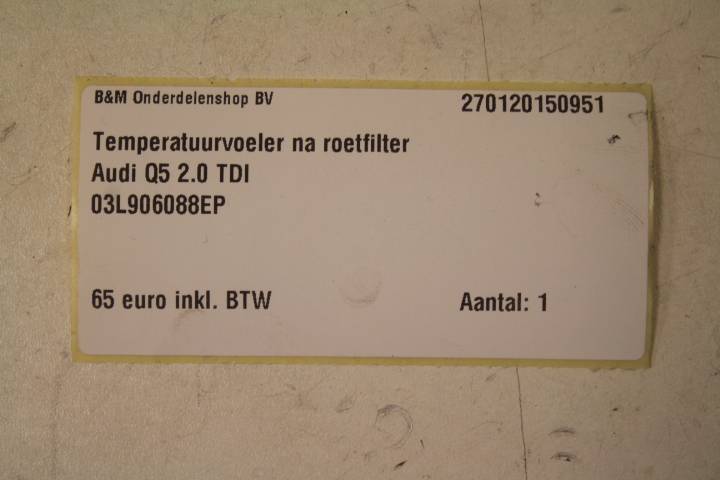 B&M Onderdelenshop BV 270120150951
Temperatuurvoeler na roetfilter
Audi Q5 2.0 TDI
03L906088EP
65 euro inkl. BTW Aantal: 1